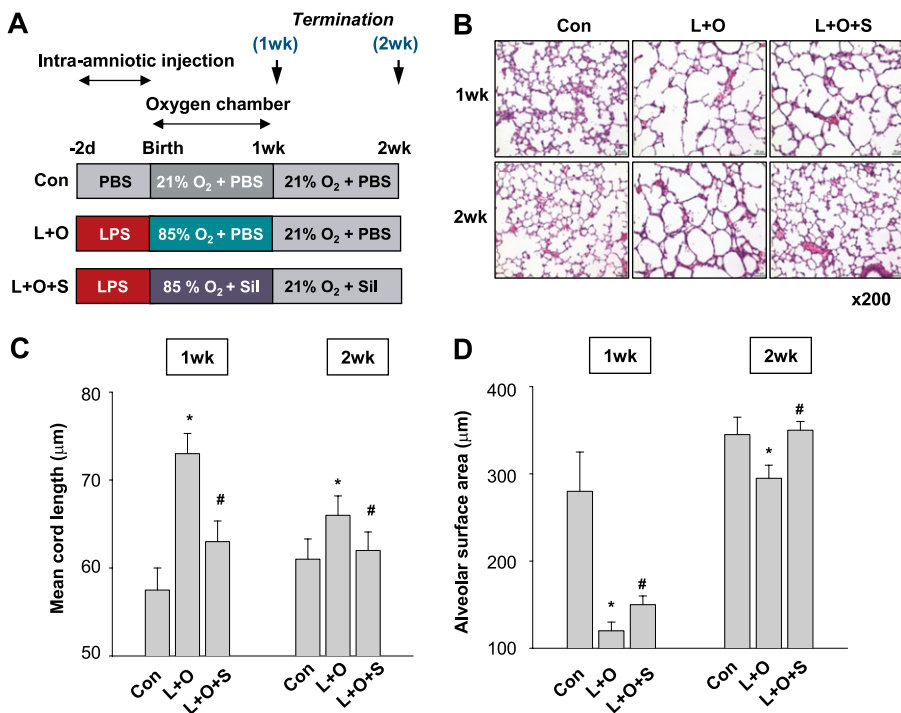 A
Termination
(1wk) (2wk)
Intra-amniotic injection
Oxygen chamber
-2d Birth 1wk 2wk
Con PBS 21% O₂ + PBS 21% O₂ + PBS
L+O LPS 85% O₂ + PBS 21% O₂ + PBS
L+O+S LPS 85 % O₂ + Sil 21% O₂ + Sil
B
Con L+O L+O+S
1wk
2wk
x200
C
1wk 2wk
Mean cord length (µm)
80
70
60
50
* # * #
Con L+O L+O+S Con L+O L+O+S
D
1wk 2wk
Alveolar surface area (µm)
400
300
200
100
* # * #
Con L+O L+O+S Con L+O L+O+S